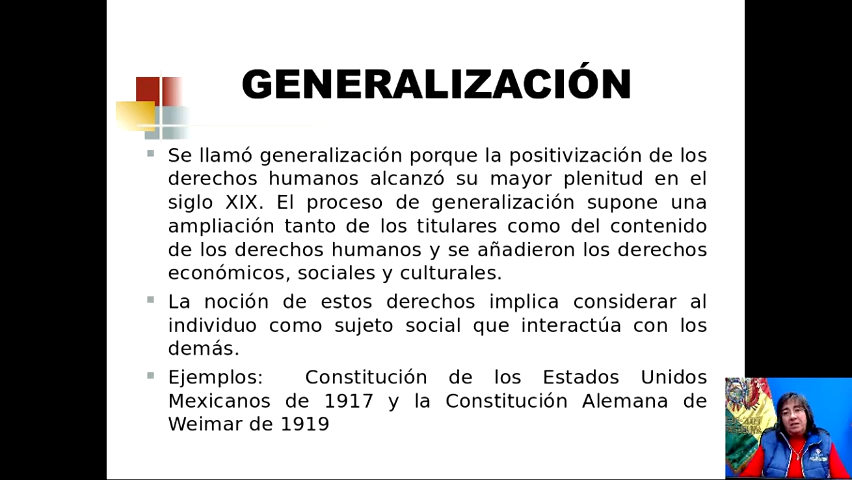 GENERALIZACIÓN
Se llamó generalización porque la positivización de los
derechos humanos alcanzó su mayor plenitud en el
siglo XIX. El proceso de generalización supone una
ampliación tanto de los titulares como del contenido
de los derechos humanos y se añadieron los derechos
económicos, sociales y culturales.
La noción de estos derechos implica considerar al
individuo como sujeto social que interactúa con los
demás.
Ejemplos: Constitución de los Estados Unidos
Mexicanos de 1917 y la Constitución Alemana de
Weimar de 1919